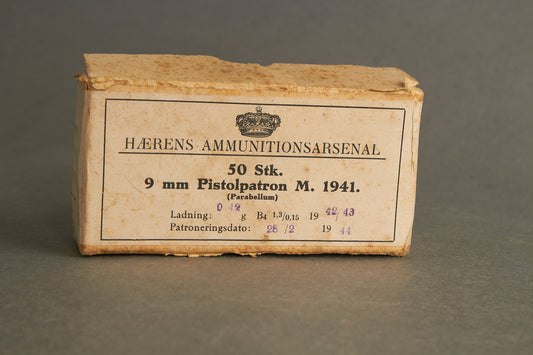 HÆRENS AMMUNITIONSARSENAL
50 Stk.
9 mm Pistolpatron M. 1941.
(Parabellum)
Ladning: 0.42 g B4 1,3/0,15 19 42/43
Patroneringsdato: 28/2 19 44